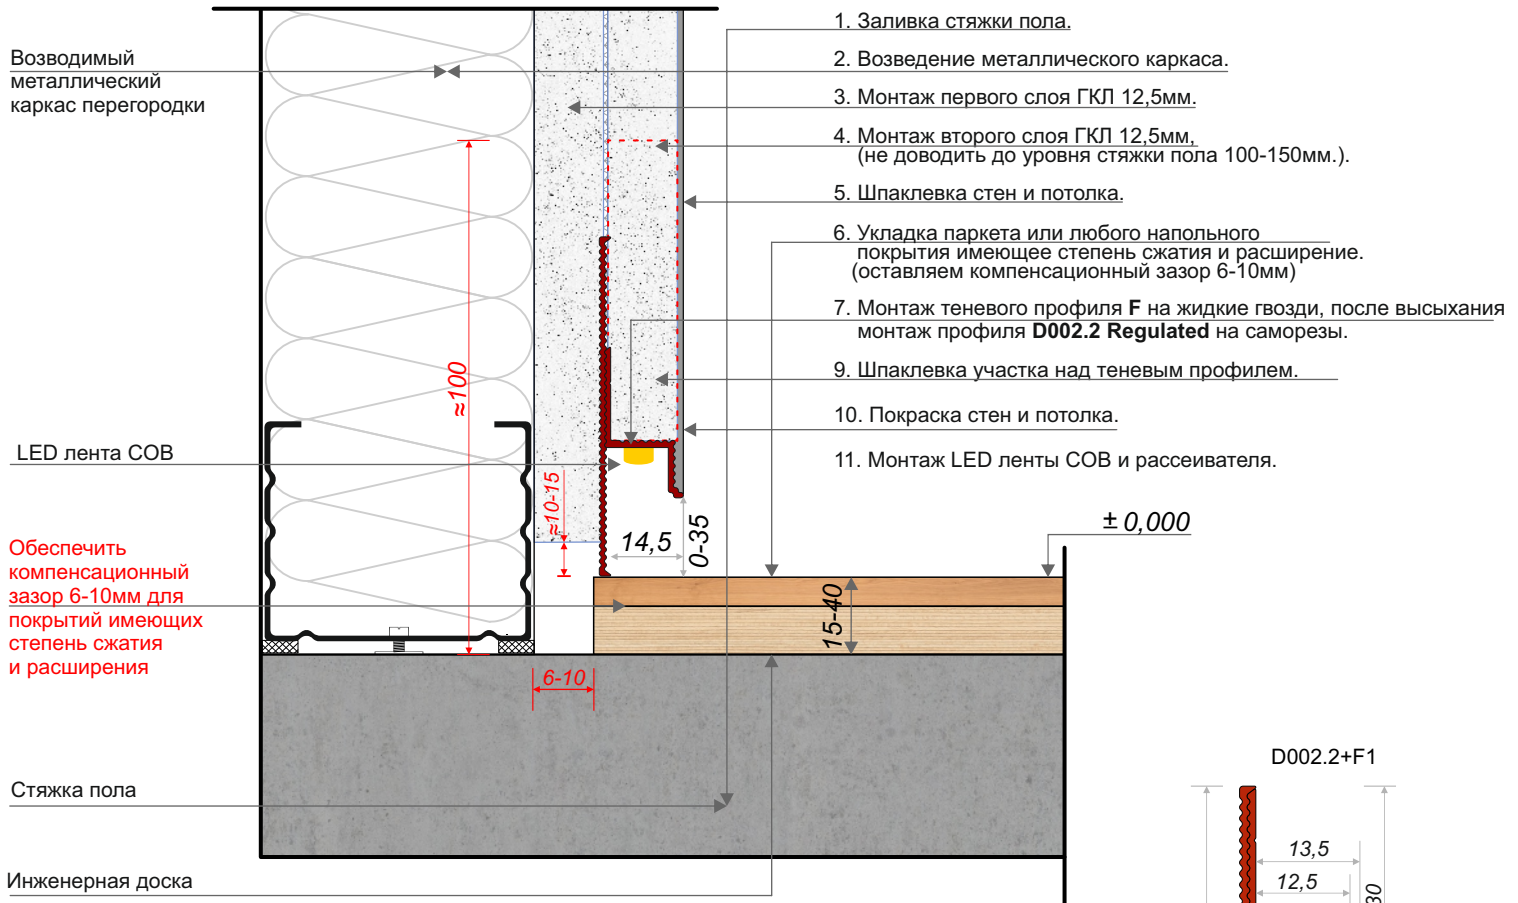 Возводимый
металлический
каркас перегородки
LED лента COB
Обеспечить
компенсационный
зазор 6-10мм для
покрытий имеющих
степень сжатия
и расширения
Стяжка пола
Инженерная доска
≈100
≈10-15
6-10
14,5
0-35
15-40
± 0,000
1. Заливка стяжки пола.
2. Возведение металлического каркаса.
3. Монтаж первого слоя ГКЛ 12,5мм.
4. Монтаж второго слоя ГКЛ 12,5мм,
(не доводить до уровня стяжки пола 100-150мм.).
5. Шпаклевка стен и потолка.
6. Укладка паркета или любого напольного
покрытия имеющее степень сжатия и расширение.
(оставляем компенсационный зазор 6-10мм)
7. Монтаж теневого профиля F на жидкие гвозди, после высыхания
монтаж профиля D002.2 Regulated на саморезы.
9. Шпаклевка участка над теневым профилем.
10. Покраска стен и потолка.
11. Монтаж LED ленты COB и рассеивателя.
D002.2+F1
13,5
12,5